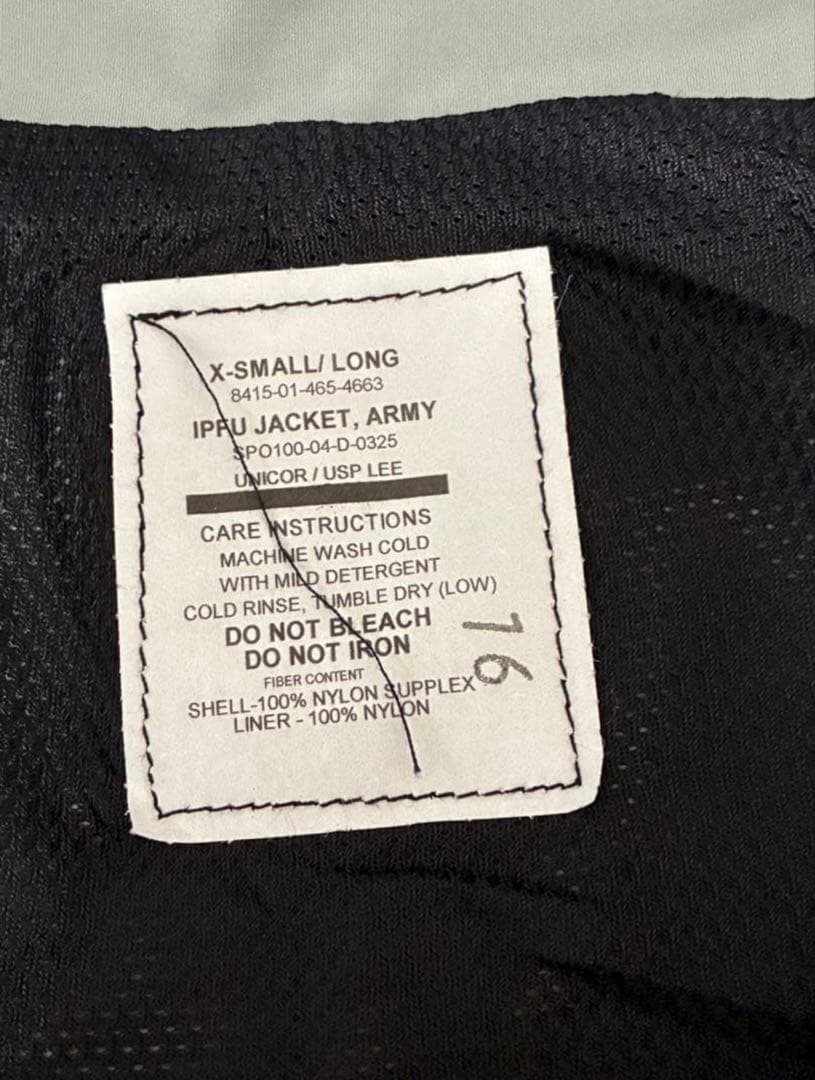 X-SMALL/ LONG
8415-01-465-4663
IPFU JACKET, ARMY
SPO100-04-D-0325
UNICOR / USP LEE
CARE INSTRUCTIONS
MACHINE WASH COLD
WITH MILD DETERGENT
COLD RINSE, TUMBLE DRY (LOW)
DO NOT BLEACH
DO NOT IRON
FIBER CONTENT
SHELL-100% NYLON SUPPLEX
LINER - 100% NYLON
16